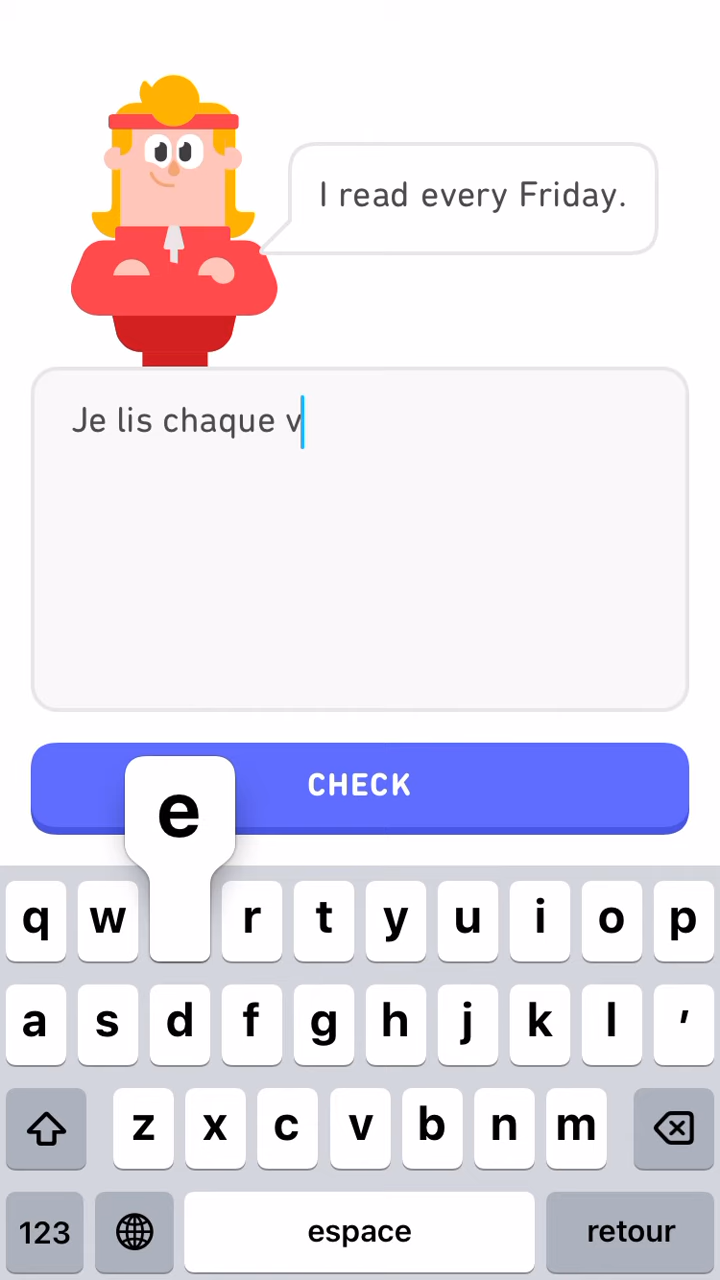 I read every Friday.
Je lis chaque v
CHECK
e
q w r t y u i o p
a s d f g h j k l ′
z x c v b n m
123 espace retour